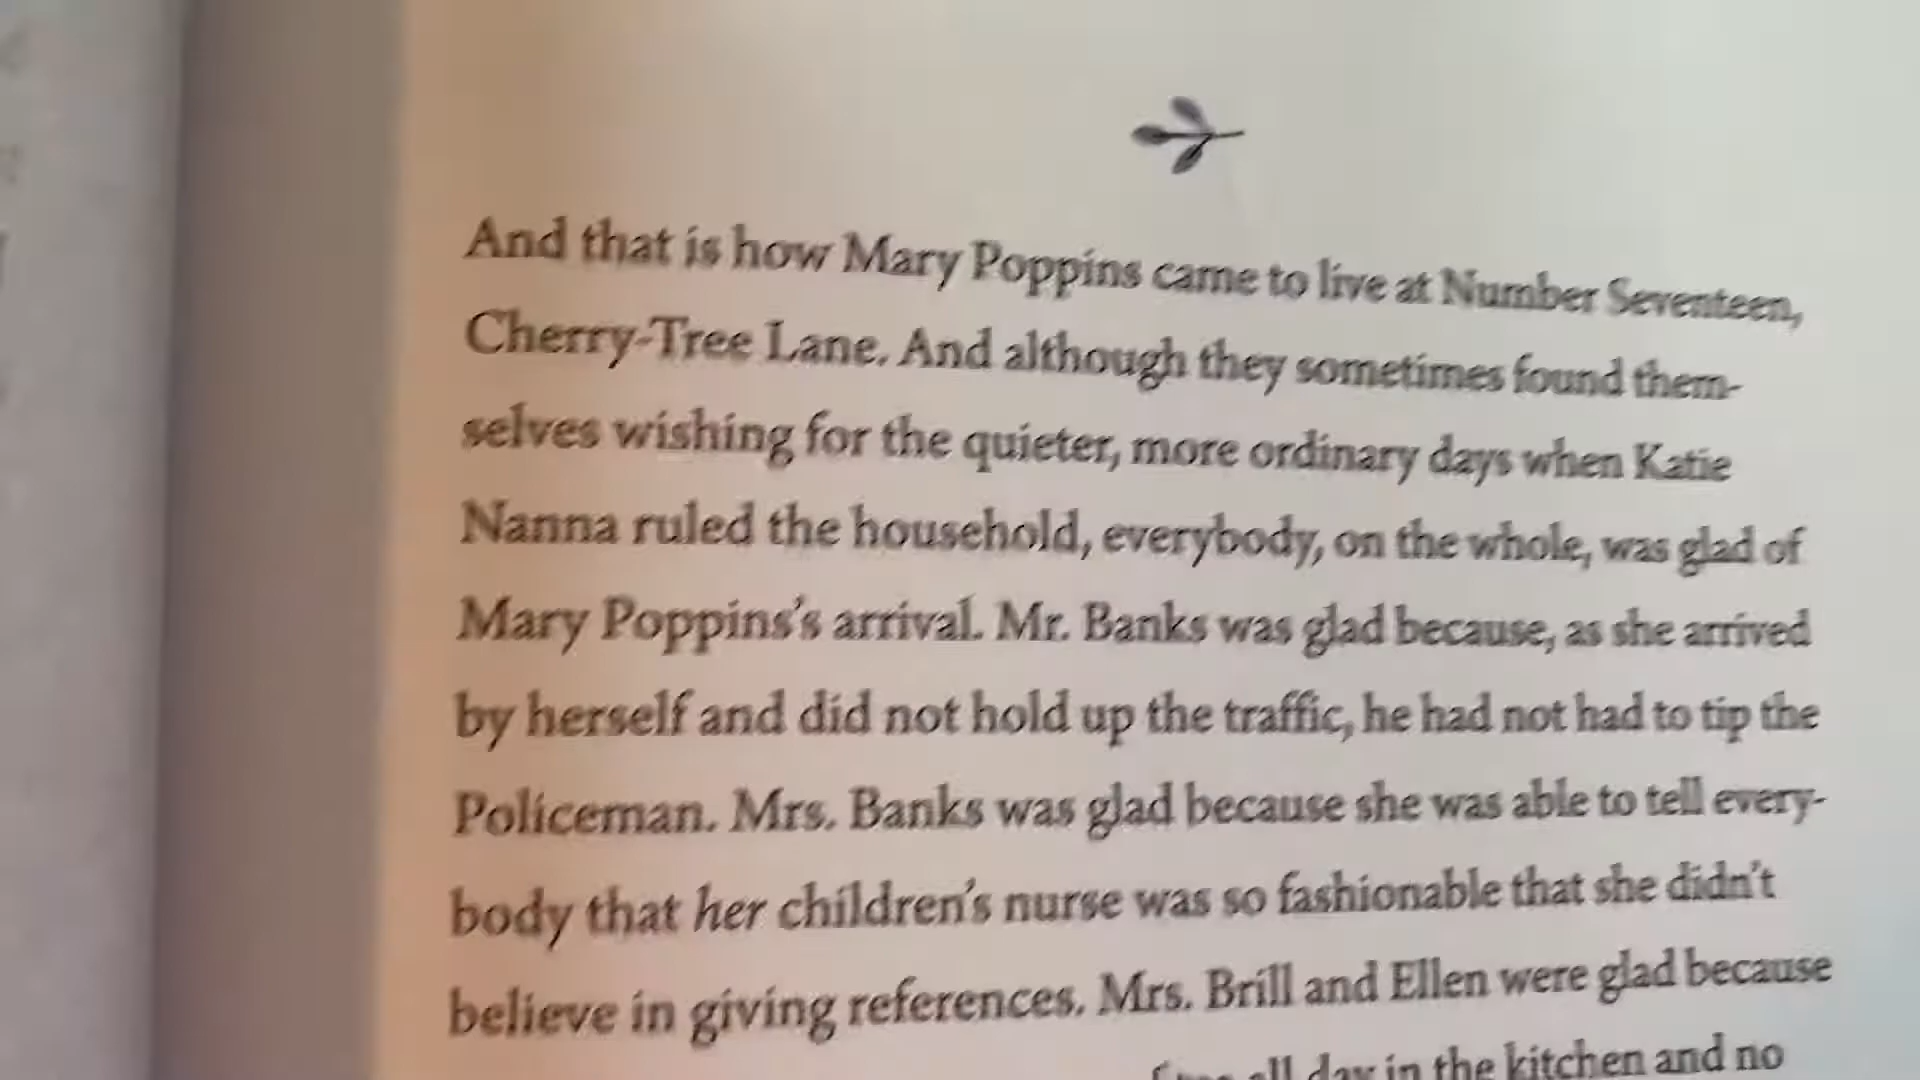 And that is how Mary Poppins came to live at Number Seventeen,
Cherry-Tree Lane. And although they sometimes found them-
selves wishing for the quieter, more ordinary days when Katie
Nanna ruled the household, everybody, on the whole, was glad of
Mary Poppins's arrival. Mr. Banks was glad because, as she arrived
by herself and did not hold up the traffic, he had not had to tip the
Policeman. Mrs. Banks was glad because she was able to tell every-
body that her children's nurse was so fashionable that she didn't
believe in giving references. Mrs. Brill and Ellen were glad because
all day in the kitchen and no